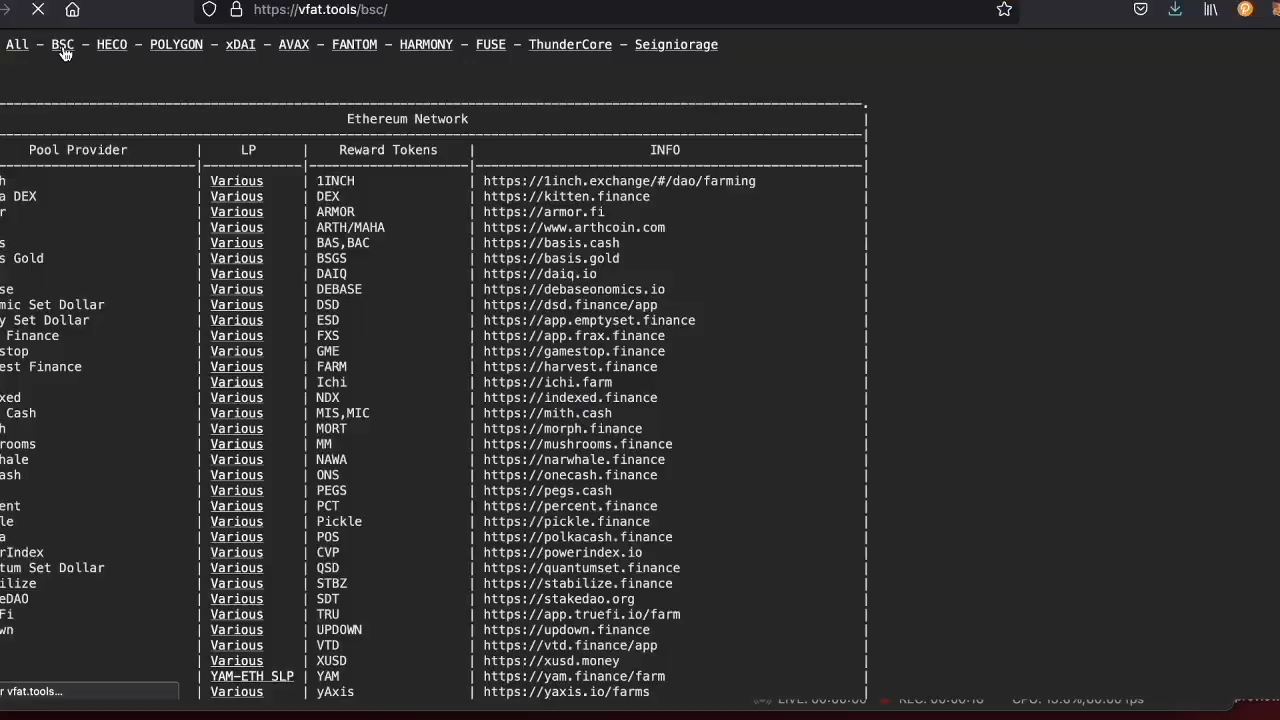 https://vfat.tools/bsc/
All - BSC - HECO - POLYGON - xDAI - AVAX - FANTOM - HARMONY - FUSE - ThunderCore - Seigniorage
Ethereum Network
Pool Provider | LP | Reward Tokens | INFO
h | Various | 1INCH | https://1inch.exchange/#/dao/farming
a DEX | Various | DEX | https://kitten.finance
r | Various | ARMOR | https://armor.fi
| Various | ARTH/MAHA | https://www.arthcoin.com
s | Various | BAS,BAC | https://basis.cash
s Gold | Various | BSGS | https://basis.gold
| Various | DAIQ | https://daiq.io
se | Various | DEBASE | https://debaseonomics.io
mic Set Dollar | Various | DSD | https://dsd.finance/app
y Set Dollar | Various | ESD | https://app.emptyset.finance
Finance | Various | FXS | https://app.frax.finance
stop | Various | GME | https://gamestop.finance
est Finance | Various | FARM | https://harvest.finance
| Various | Ichi | https://ichi.farm
xed | Various | NDX | https://indexed.finance
Cash | Various | MIS,MIC | https://mith.cash
h | Various | MORT | https://morph.finance
rooms | Various | MM | https://mushrooms.finance
hale | Various | NAWA | https://narwhale.finance
ash | Various | ONS | https://onecash.finance
| Various | PEGS | https://pegs.cash
ent | Various | PCT | https://percent.finance
le | Various | Pickle | https://pickle.finance
a | Various | POS | https://polkacash.finance
rIndex | Various | CVP | https://powerindex.io
tum Set Dollar | Various | QSD | https://quantumset.finance
ilize | Various | STBZ | https://stabilize.finance
eDAO | Various | SDT | https://stakedao.org
Fi | Various | TRU | https://app.truefi.io/farm
wn | Various | UPDOWN | https://updown.finance
| Various | VTD | https://vtd.finance/app
| Various | XUSD | https://xusd.money
| YAM-ETH SLP | YAM | https://yam.finance/farm
r vfat.tools… | Various | yAxis | https://yaxis.io/farms